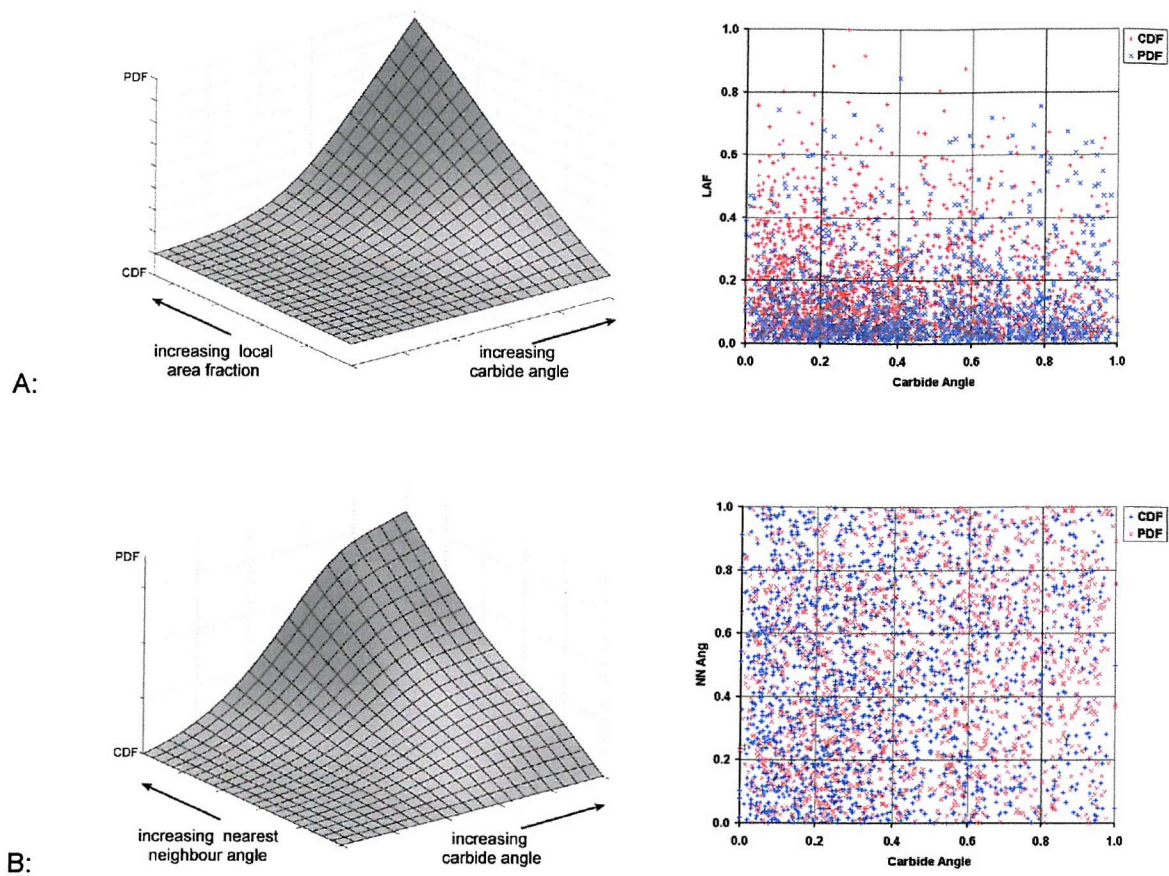 PDF
CDF
increasing local
area fraction
increasing
carbide angle
A:
1.0
0.8
0.6
0.4
0.2
0.0
LAF
0.0 0.2 0.4 0.6 0.8 1.0
Carbide Angle
CDF
PDF
PDF
CDF
increasing nearest
neighbour angle
increasing
carbide angle
B:
1.0
0.8
0.6
0.4
0.2
0.0
NN Ang
0.0 0.2 0.4 0.6 0.8 1.0
Carbide Angle
CDF
PDF